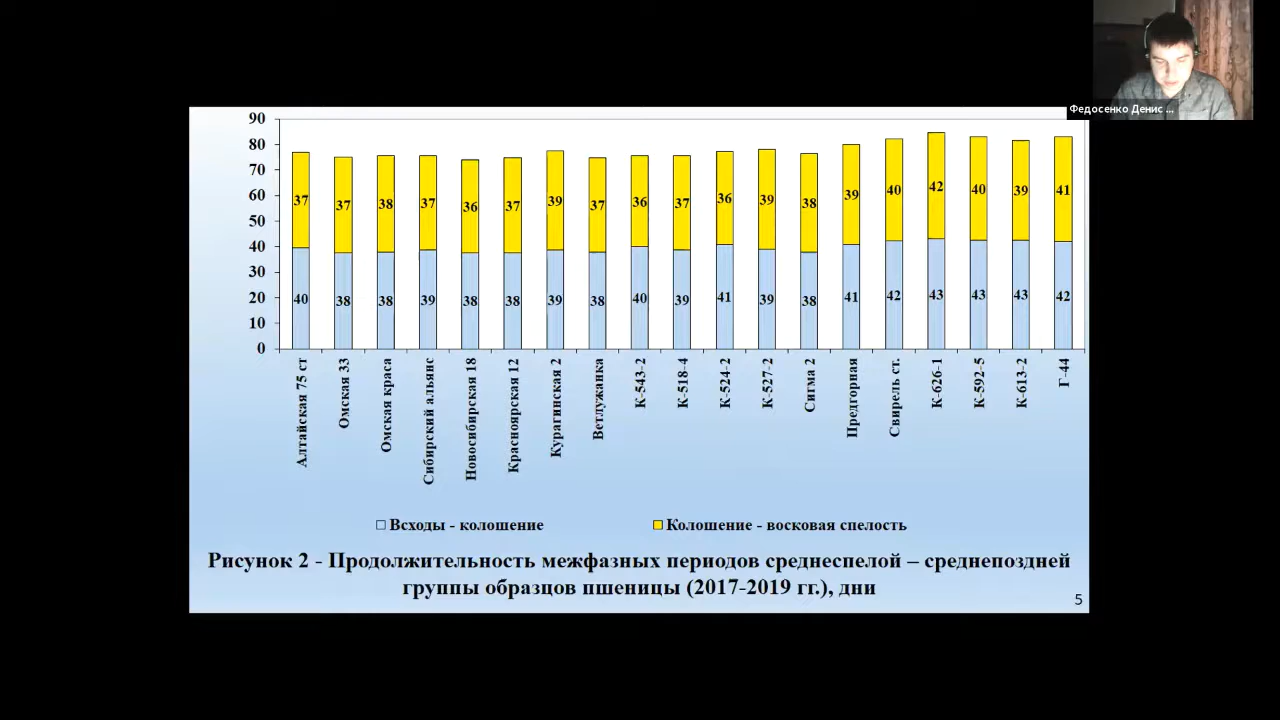 Федосенко Денис ...
90
80
70
60
50
40
30
20
10
0
37 37 38 37 36 37 39 37 36 37 36 39 38 39 40 42 40 39 41
40 38 38 39 38 38 39 38 40 39 41 39 38 41 42 43 43 43 42
Алтайская 75 ст
Омская 33
Омская краса
Сибирский альянс
Новосибирская 18
Красноярская 12
Курагинская 2
Ветлужанка
К-543-2
К-518-4
К-524-2
К-527-2
Сигма 2
Предгорная
Свирель ст.
К-626-1
К-592-5
К-613-2
Г-44
Всходы - колошение
Колошение - восковая спелость
Рисунок 2 - Продолжительность межфазных периодов среднеспелой – среднепоздней
группы образцов пшеницы (2017-2019 гг.), дни
5